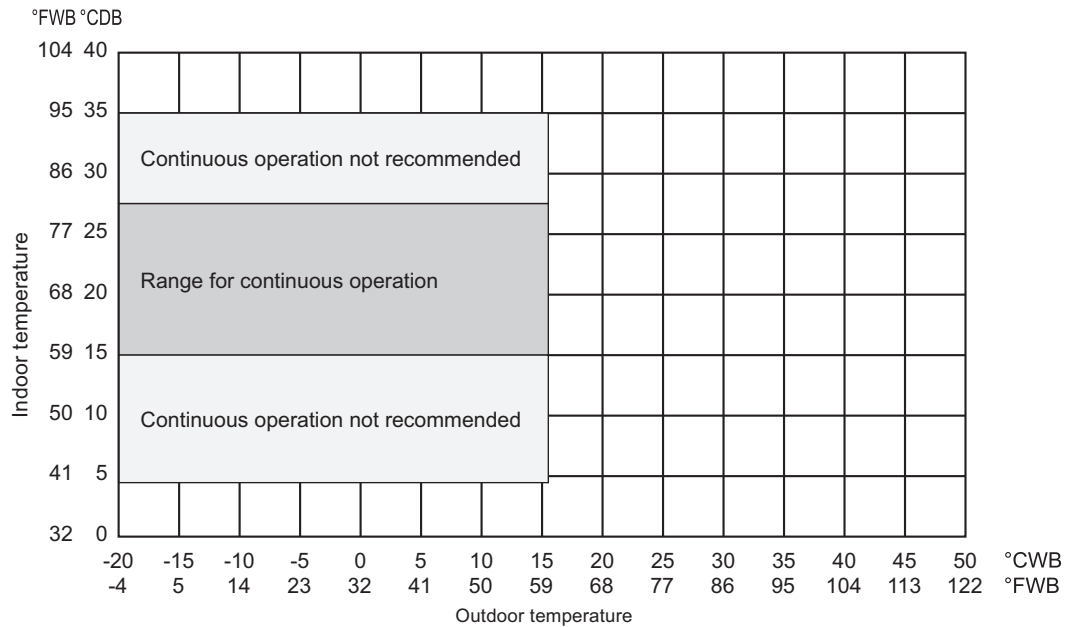 °FWB °CDB
104 40
95 35
Continuous operation not recommended
86 30
77 25
Range for continuous operation
68 20
59 15
50 10
Continuous operation not recommended
41 5
32 0
Indoor temperature
-20 -15 -10 -5 0 5 10 15 20 25 30 35 40 45 50 °CWB
-4 5 14 23 32 41 50 59 68 77 86 95 104 113 122 °FWB
Outdoor temperature